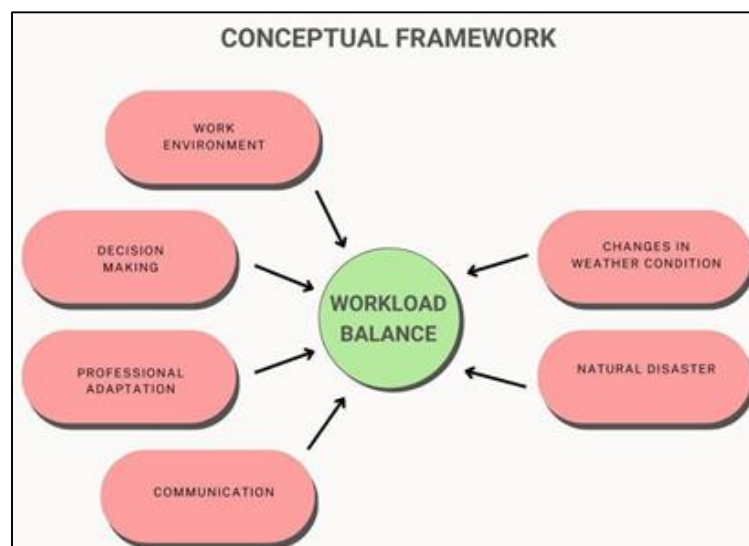 CONCEPTUAL FRAMEWORK
WORK
ENVIRONMENT
DECISION
MAKING
PROFESSIONAL
ADAPTATION
COMMUNICATION
WORKLOAD
BALANCE
CHANGES IN
WEATHER CONDITION
NATURAL DISASTER